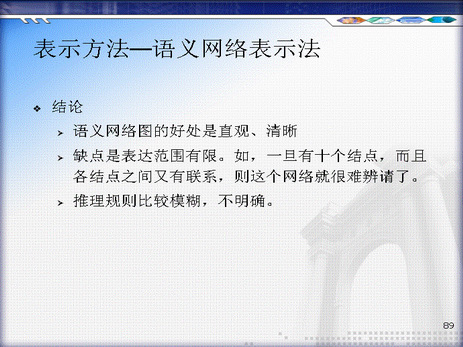 表示方法—语义网络表示法
结论
语义网络图的好处是直观、清晰
缺点是表达范围有限。如，一旦有十个结点，而且
各结点之间又有联系，则这个网络就很难辨请了。
推理规则比较模糊，不明确。
89